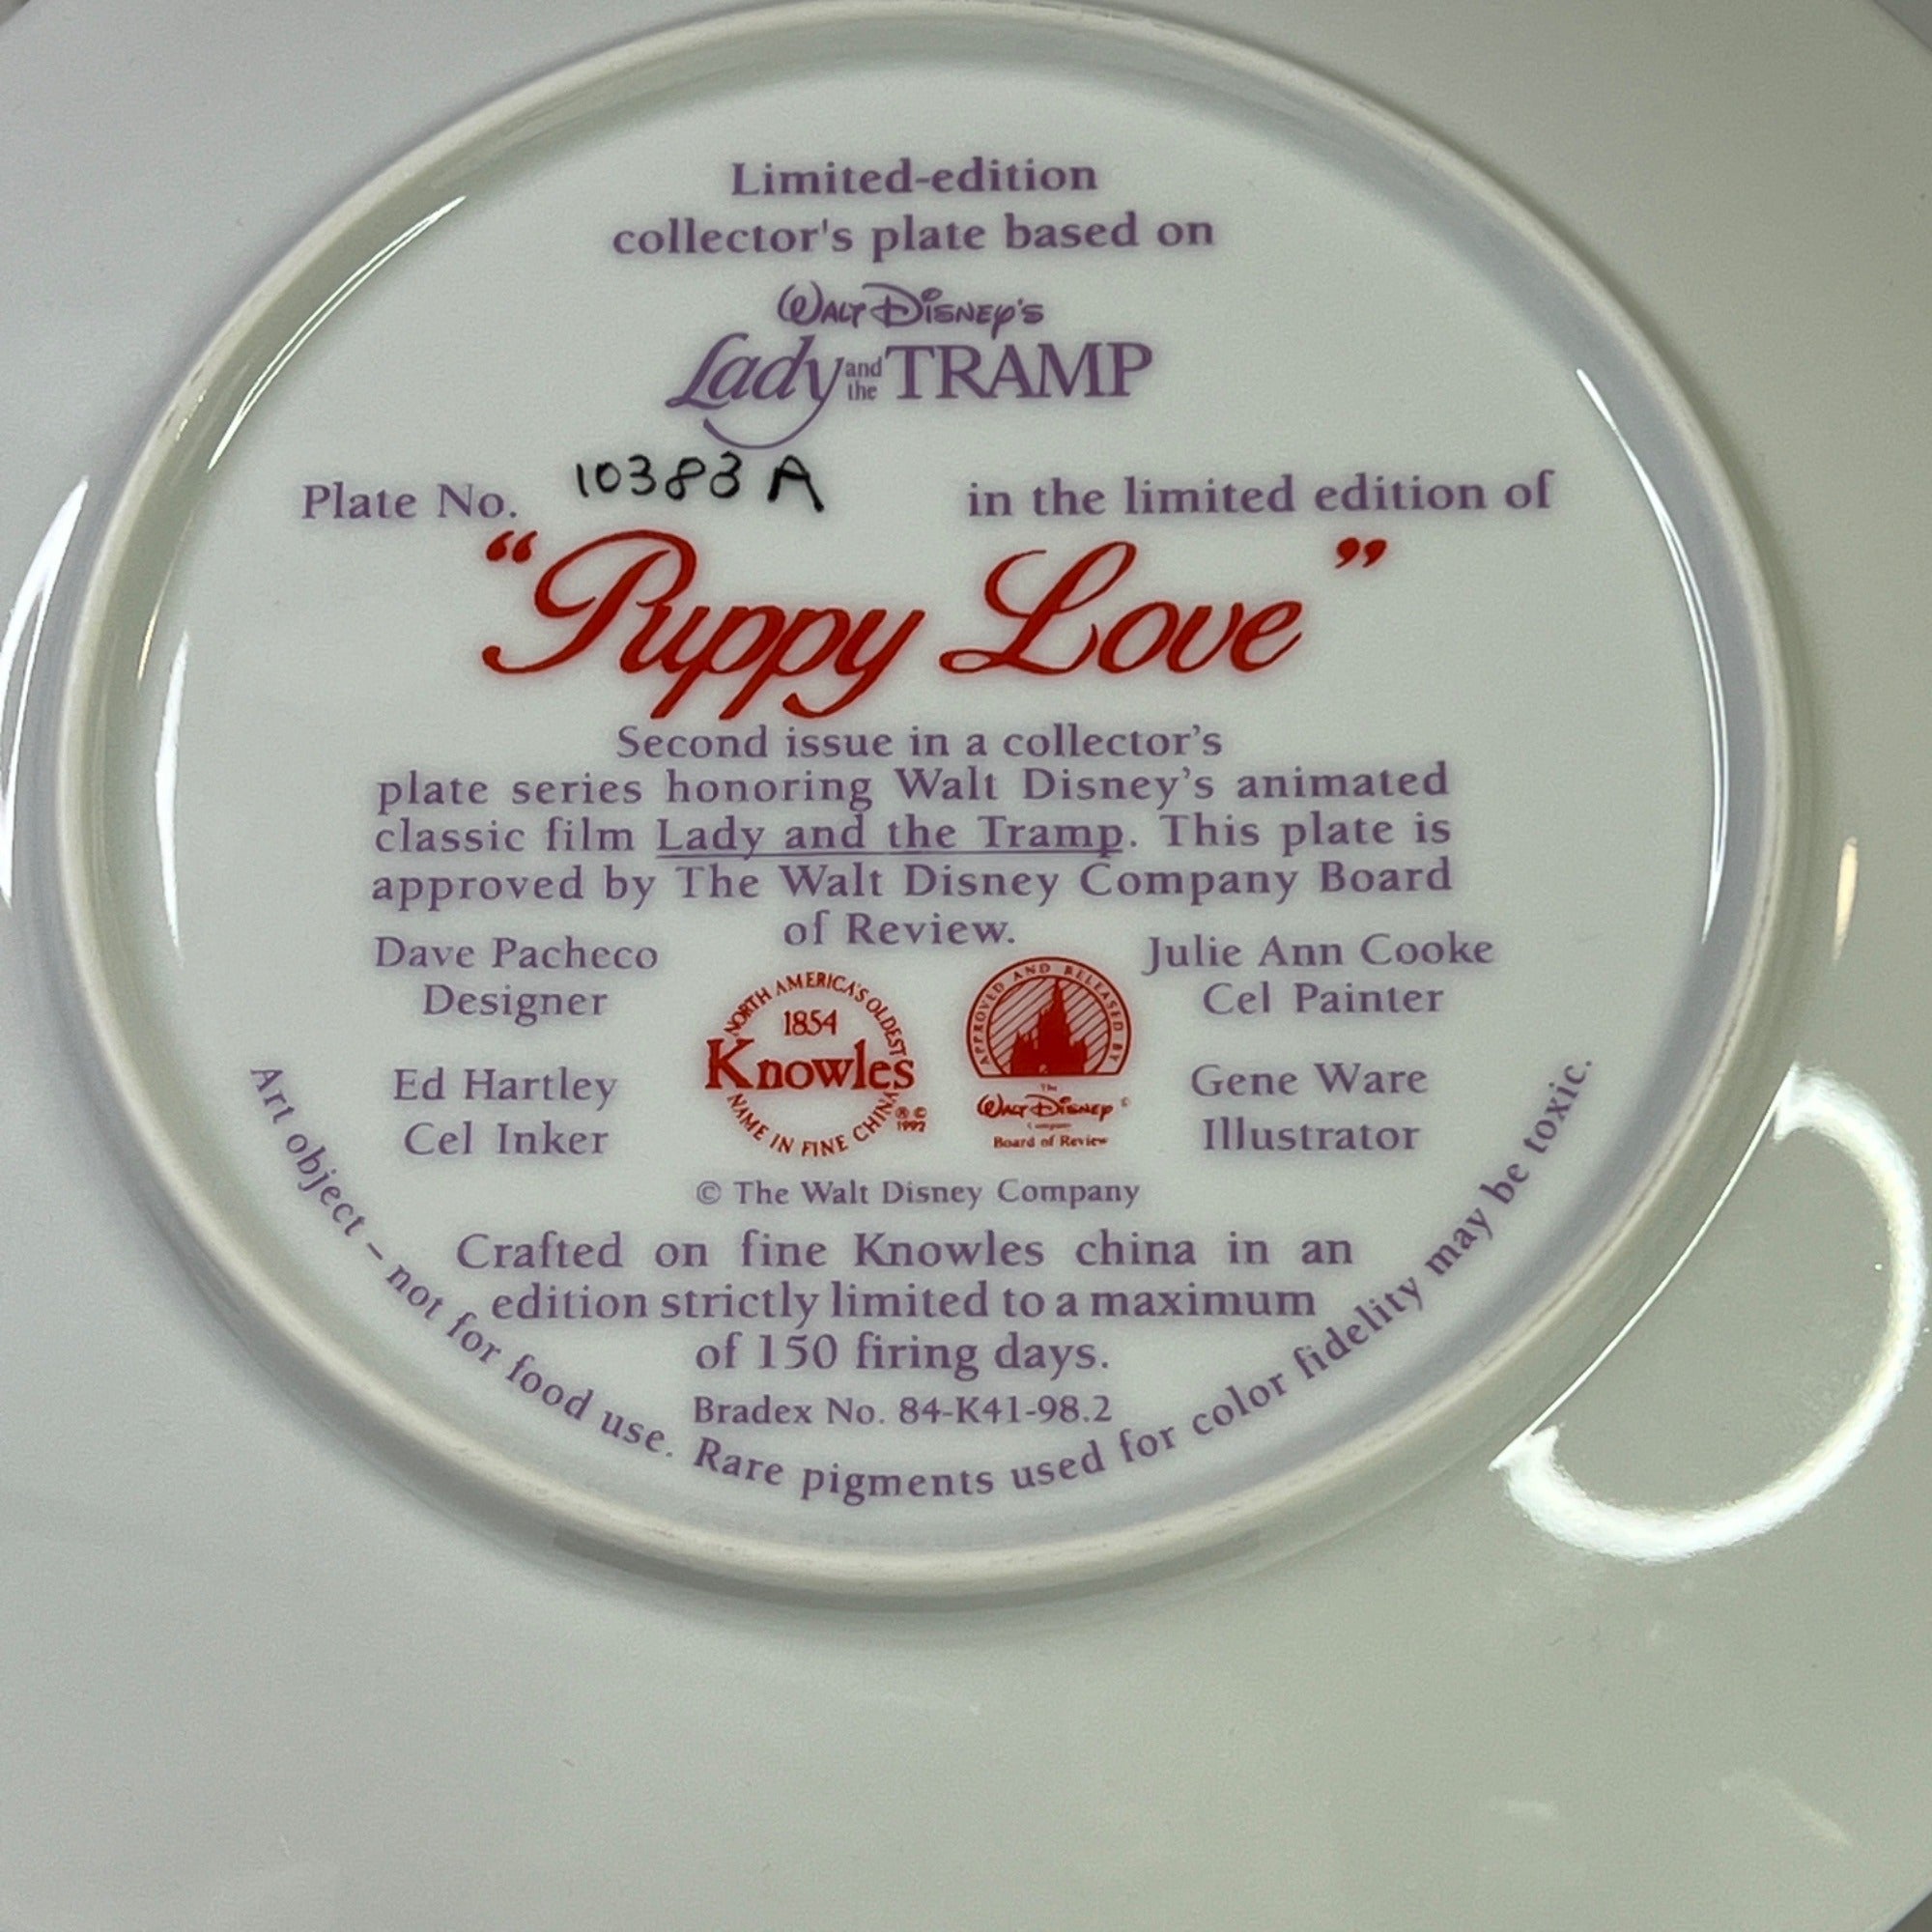 Limited-edition
collector's plate based on
WALT DISNEY'S
Lady and the TRAMP
Plate No. 10383 A in the limited edition of
“Puppy Love”
Second issue in a collector’s
plate series honoring Walt Disney’s animated
classic film Lady and the Tramp. This plate is
approved by The Walt Disney Company Board
of Review.
Dave Pacheco
Designer
Ed Hartley
Cel Inker
NORTH AMERICA'S OLDEST
1854
Knowles
NAME IN FINE CHINA
® © 1992
APPROVED AND RELEASED BY
The
WALT DISNEY ©
Company
Board of Review
Julie Ann Cooke
Cel Painter
Gene Ware
Illustrator
© The Walt Disney Company
Crafted on fine Knowles china in an
edition strictly limited to a maximum
of 150 firing days.
Bradex No. 84-K41-98.2
Art object – not for food use. Rare pigments used for color fidelity may be toxic.